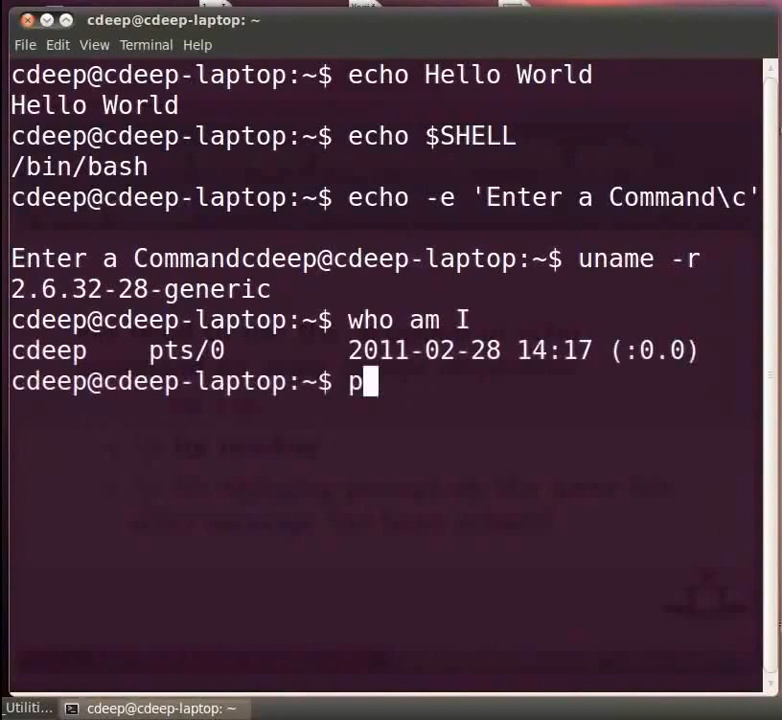 cdeep@cdeep-laptop: ~
File Edit View Terminal Help
cdeep@cdeep-laptop:~$ echo Hello World
Hello World
cdeep@cdeep-laptop:~$ echo $SHELL
/bin/bash
cdeep@cdeep-laptop:~$ echo -e 'Enter a Command\c'
Enter a Commandcdeep@cdeep-laptop:~$ uname -r
2.6.32-28-generic
cdeep@cdeep-laptop:~$ who am I
cdeep pts/0 2011-02-28 14:17 (:0.0)
cdeep@cdeep-laptop:~$ p
_Utiliti... cdeep@cdeep-laptop: ~